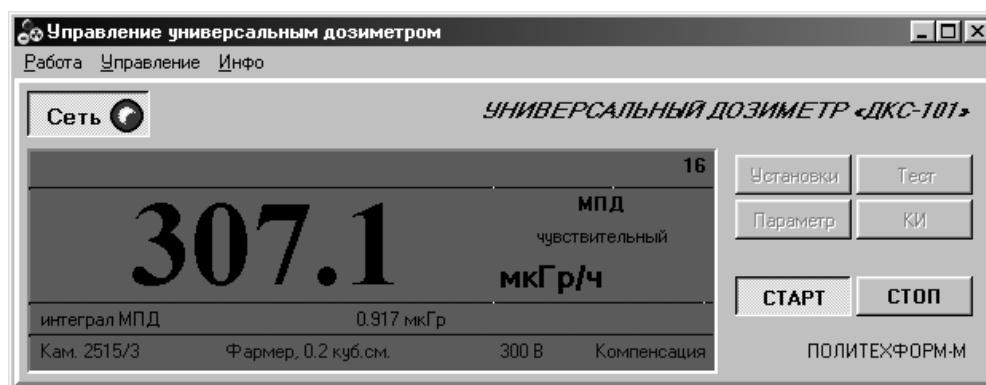 Управление универсальным дозиметром
Работа Управление Инфо
Сеть
УНИВЕРСАЛЬНЫЙ ДОЗИМЕТР «ДКС-101»
16
307.1
МПД
чувствительный
мкГр/ч
интеграл МПД 0.917 мкГр
Кам. 2515/3 Фармер, 0.2 куб.см. 300 В Компенсация
Установки Тест
Параметр КИ
СТАРТ СТОП
ПОЛИТЕХФОРМ-М